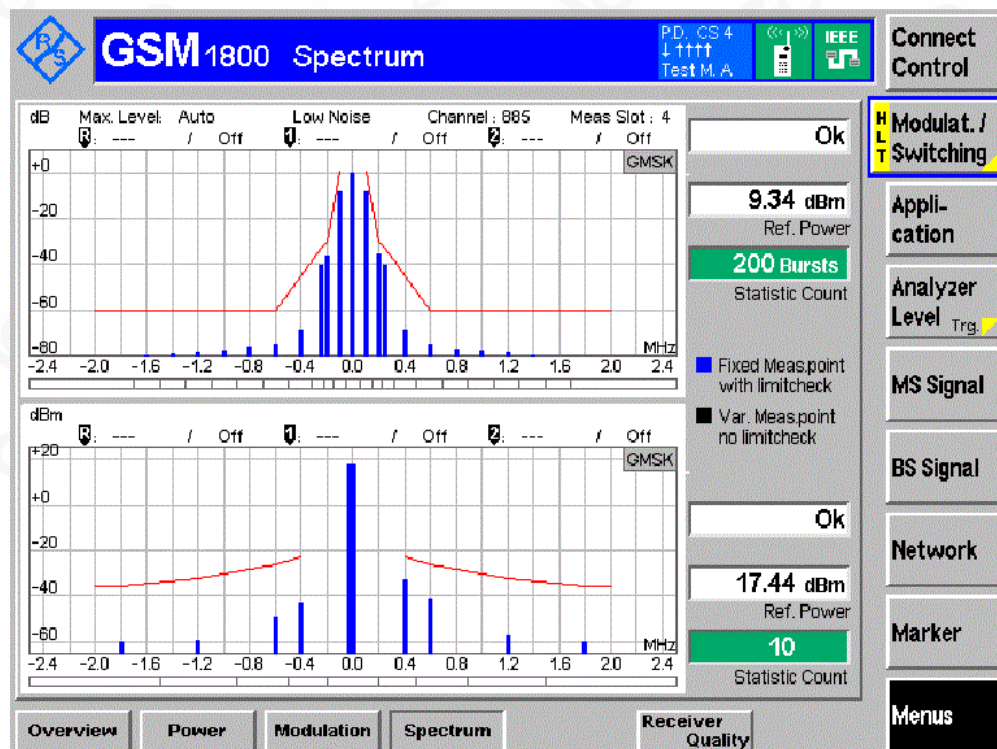 R/S
GSM 1800 Spectrum
P.D. CS 4
Test M. A.
IEEE
dB Max. Level: Auto Low Noise Channel : 885 Meas Slot : 4
R: --- / Off 1: --- / Off 2: --- / Off
GMSK
+0
-20
-40
-60
-80
MHz
-2.4 -2.0 -1.6 -1.2 -0.8 -0.4 0.0 0.4 0.8 1.2 1.6 2.0 2.4
dBm
R: --- / Off 1: --- / Off 2: --- / Off
GMSK
+20
+0
-20
-40
-60
MHz
-2.4 -2.0 -1.6 -1.2 -0.8 -0.4 0.0 0.4 0.8 1.2 1.6 2.0 2.4
Ok
9.34 dBm
Ref. Power
200 Bursts
Statistic Count
Fixed Meas.point
with limitcheck
Var. Meas.point
no limitcheck
Ok
17.44 dBm
Ref. Power
10
Statistic Count
Connect
Control
HLT
Modulat. /
Switching
Appli-
cation
Analyzer
Level Trg.
MS Signal
BS Signal
Network
Marker
Menus
Overview
Power
Modulation
Spectrum
Receiver
Quality